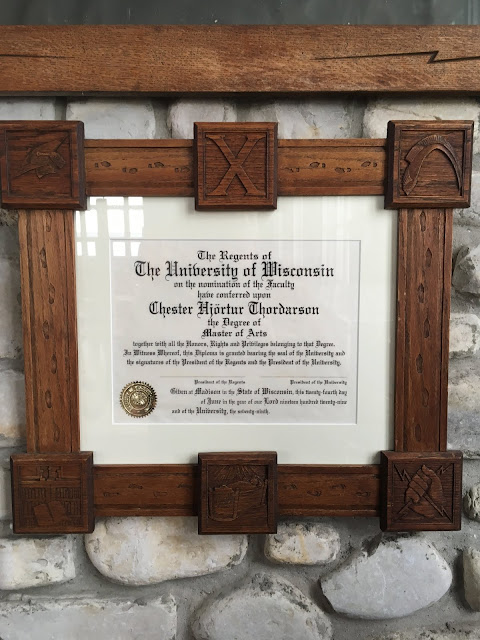 X
The Regents of
The University of Wisconsin
on the nomination of the Faculty
have conferred upon
Chester Hjörtur Thordarson
the Degree of
Master of Arts
together with all the Honors, Rights and Privileges belonging to that Degree.
In Witness Whereof, this Diploma is granted bearing the seal of the University and
the signatures of the President of the Regents and the President of the University.
President of the Regents President of the University
Given at Madison in the State of Wisconsin, this twenty-fourth day
of June in the year of our Lord nineteen hundred twenty-nine
and of the University, the seventy-ninth.